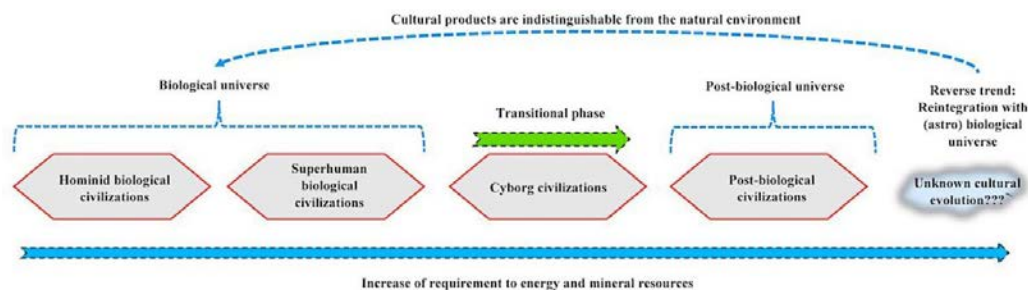 Cultural products are indistinguishable from the natural environment
Biological universe
Post-biological universe
Reverse trend:
Reintegration with
(astro) biological
universe
Transitional phase
Hominid biological
civilizations
Superhuman
biological
civilizations
Cyborg civilizations
Post-biological
civilizations
Unknown cultural
evolution???
Increase of requirement to energy and mineral resources